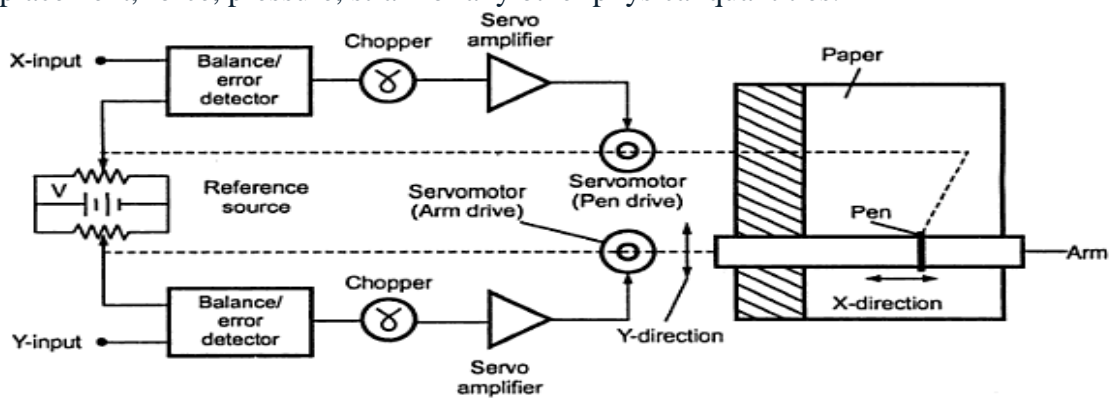 Servo
amplifier
Chopper
X-input
Balance/
error
detector
Paper
V
Reference
source
Servomotor
(Pen drive)
Servomotor
(Arm drive)
Pen
Arm
X-direction
Y-direction
Chopper
Balance/
error
detector
Y-input
Servo
amplifier